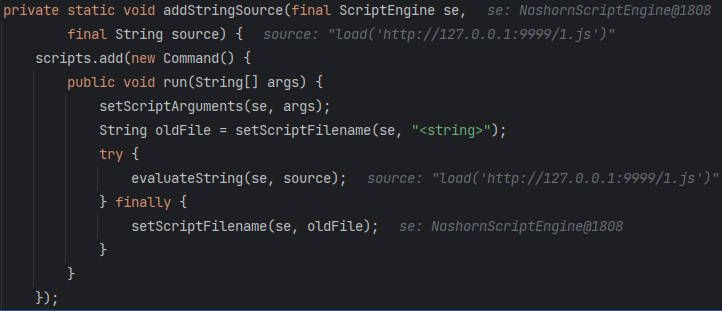 private static void addStringSource(final ScriptEngine se,   se: NashornScriptEngine@1808
        final String source) {   source: "load('http://127.0.0.1:9999/1.js')"
    scripts.add(new Command() {
        public void run(String[] args) {
            setScriptArguments(se, args);
            String oldFile = setScriptFilename(se, "<string>");
            try {
                evaluateString(se, source);   source: "load('http://127.0.0.1:9999/1.js')"
            } finally {
                setScriptFilename(se, oldFile);   se: NashornScriptEngine@1808
            }
        }
    });